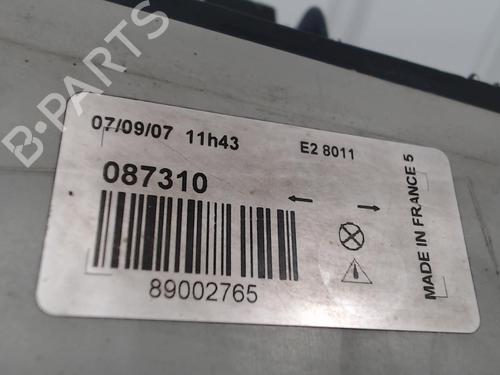 B-PARTS
07/09/07 11h43
E2 8011
087310
89002765
MADE IN FRANCE 5